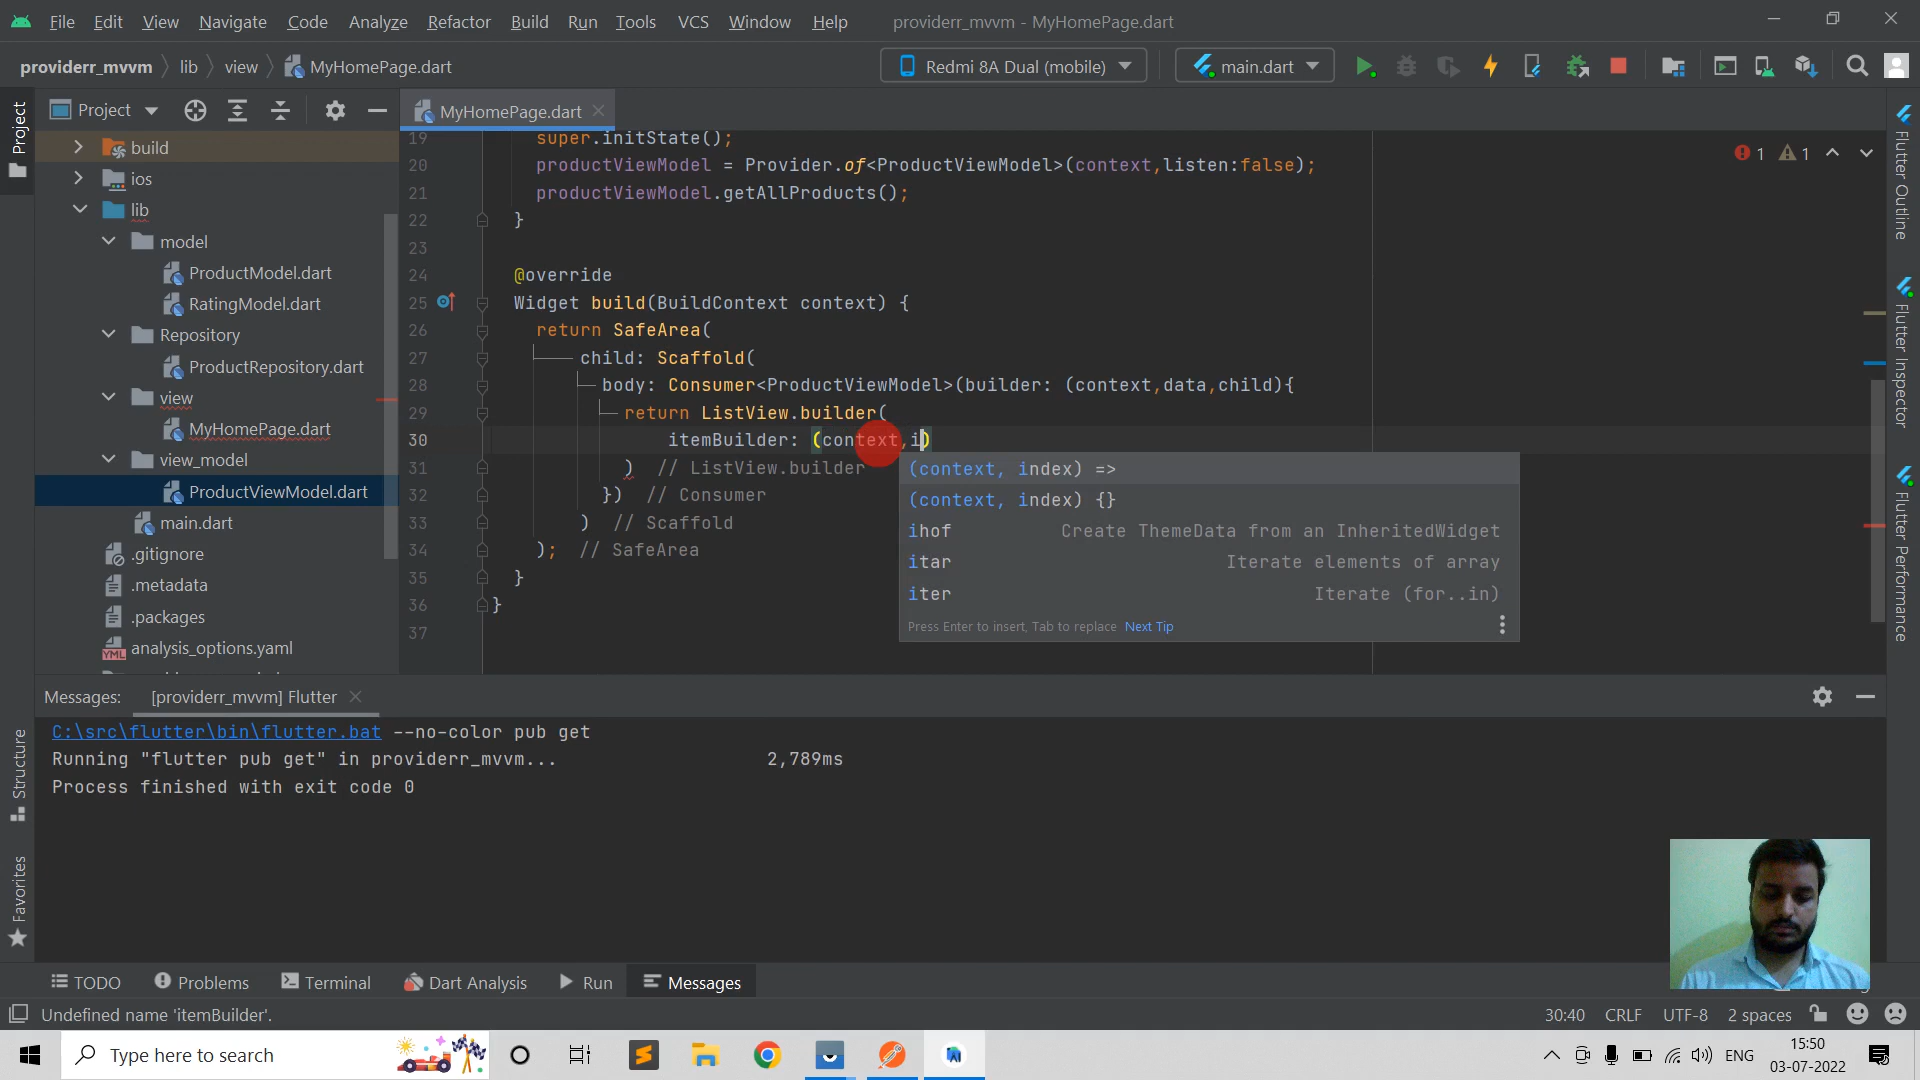 File Edit View Navigate Code Analyze Refactor Build Run Tools VCS Window Help providerr_mvvm - MyHomePage.dart
providerr_mvvm lib view MyHomePage.dart Redmi 8A Dual (mobile) main.dart
Project MyHomePage.dart
build
ios
lib
model
ProductModel.dart
RatingModel.dart
Repository
ProductRepository.dart
view
MyHomePage.dart
view_model
ProductViewModel.dart
main.dart
.gitignore
.metadata
.packages
analysis_options.yaml
19 super.initState();
20 productViewModel = Provider.of<ProductViewModel>(context,listen:false);
21 productViewModel.getAllProducts();
22 }
23
24 @override
25 Widget build(BuildContext context) {
26 return SafeArea(
27 child: Scaffold(
28 body: Consumer<ProductViewModel>(builder: (context,data,child){
29 return ListView.builder(
30 itemBuilder: (context,i)
31 ) // ListView.builder
32 }) // Consumer
33 ) // Scaffold
34 ); // SafeArea
35 }
36 }
37
1 1
(context, index) =>
(context, index) {}
ihof Create ThemeData from an InheritedWidget
itar Iterate elements of array
iter Iterate (for..in)
Press Enter to insert, Tab to replace Next Tip
Project
Structure
Favorites
Flutter Outline
Flutter Inspector
Flutter Performance
Messages: [providerr_mvvm] Flutter
C:\src\flutter\bin\flutter.bat --no-color pub get
Running "flutter pub get" in providerr_mvvm... 2,789ms
Process finished with exit code 0
TODO Problems Terminal Dart Analysis Run Messages
Undefined name 'itemBuilder'. 30:40 CRLF UTF-8 2 spaces
Type here to search ENG 15:50
03-07-2022